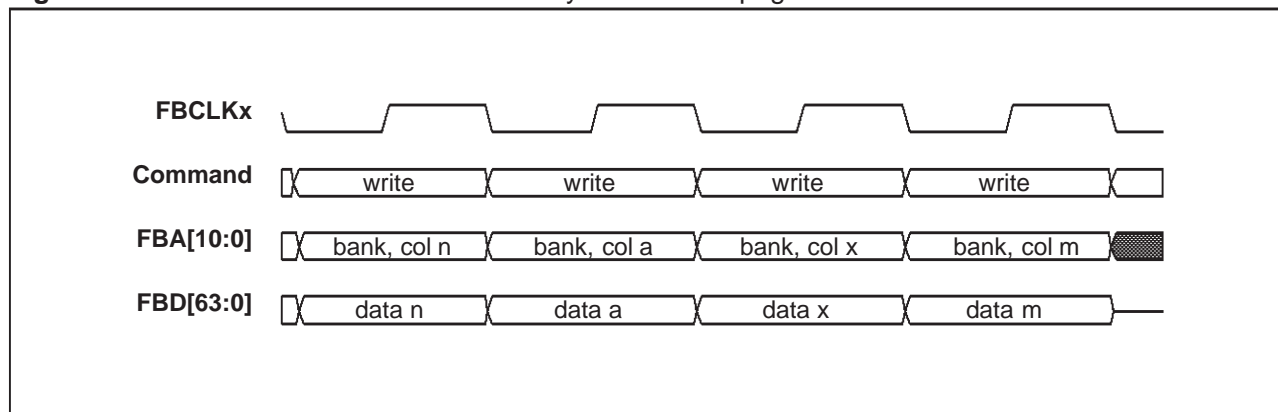 FBCLKx
Command write write write write
FBA[10:0] bank, col n bank, col a bank, col x bank, col m
FBD[63:0] data n data a data x data m